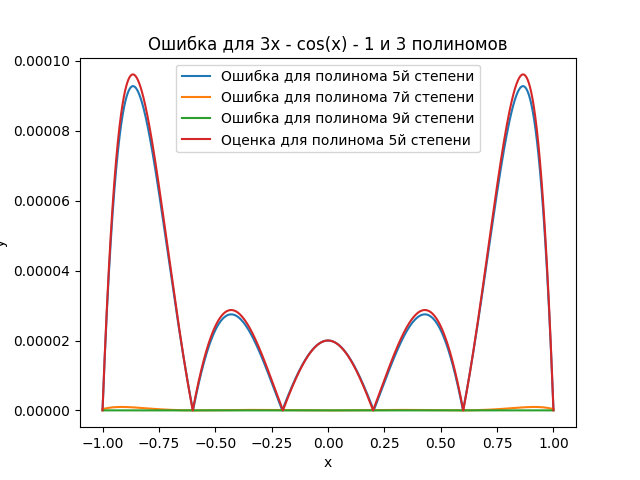 Ошибка для 3x - cos(x) - 1 и 3 полиномов
Ошибка для полинома 5й степени
Ошибка для полинома 7й степени
Ошибка для полинома 9й степени
Оценка для полинома 5й степени
0.00010
0.00008
0.00006
0.00004
0.00002
0.00000
−1.00 −0.75 −0.50 −0.25 0.00 0.25 0.50 0.75 1.00
x